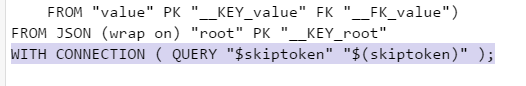 FROM "value" PK "__KEY_value" FK "__FK_value")
FROM JSON (wrap on) "root" PK "__KEY_root"
WITH CONNECTION ( QUERY "$skiptoken" "$(skiptoken)" );